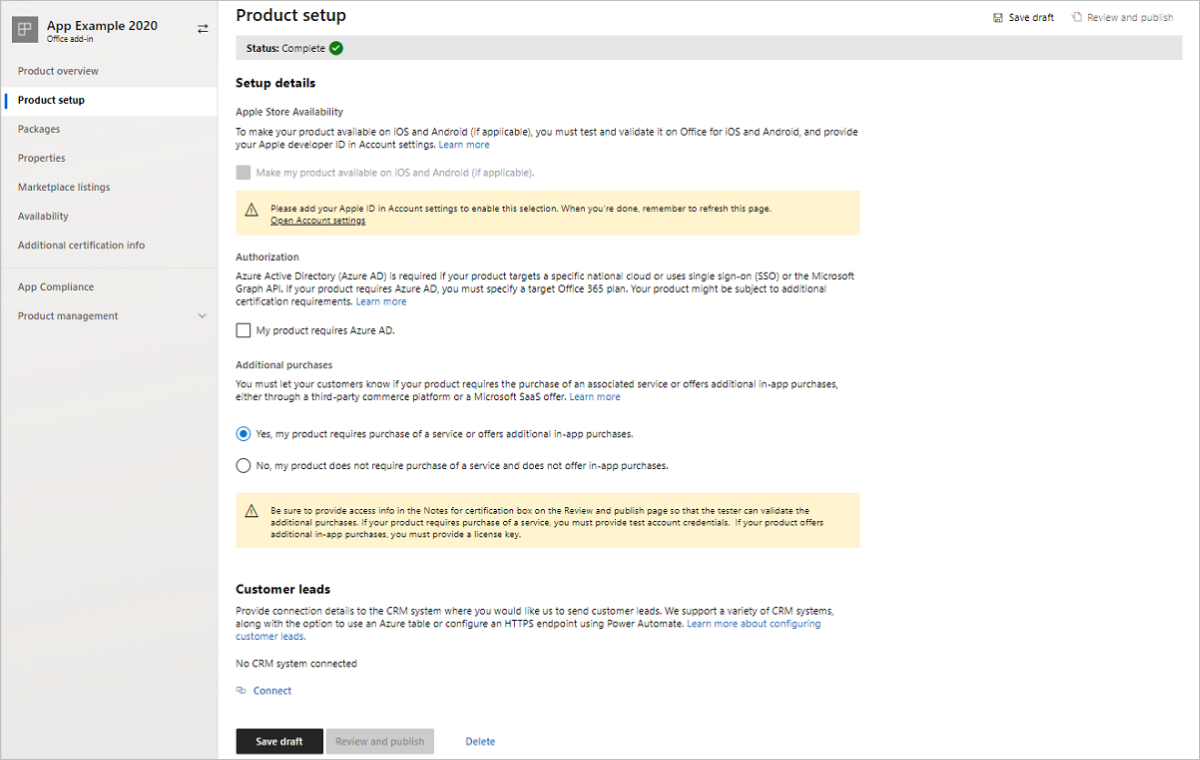 App Example 2020
Office add-in
Product overview
Product setup
Packages
Properties
Marketplace listings
Availability
Additional certification info
App Compliance
Product management
Product setup
Save draft
Review and publish
Status: Complete
Setup details
Apple Store Availability
To make your product available on iOS and Android (if applicable), you must test and validate it on Office for iOS and Android, and provide
your Apple developer ID in Account settings. Learn more
Make my product available on iOS and Android (if applicable).
Please add your Apple ID in Account settings to enable this selection. When you're done, remember to refresh this page.
Open Account settings
Authorization
Azure Active Directory (Azure AD) is required if your product targets a specific national cloud or uses single sign-on (SSO) or the Microsoft
Graph API. If your product requires Azure AD, you must specify a target Office 365 plan. Your product might be subject to additional
certification requirements. Learn more
My product requires Azure AD.
Additional purchases
You must let your customers know if your product requires the purchase of an associated service or offers additional in-app purchases,
either through a third-party commerce platform or a Microsoft SaaS offer. Learn more
Yes, my product requires purchase of a service or offers additional in-app purchases.
No, my product does not require purchase of a service and does not offer in-app purchases.
Be sure to provide access info in the Notes for certification box on the Review and publish page so that the tester can validate the
additional purchases. If your product requires purchase of a service, you must provide test account credentials. If your product offers
additional in-app purchases, you must provide a license key.
Customer leads
Provide connection details to the CRM system where you would like us to send customer leads. We support a variety of CRM systems,
along with the option to use an Azure table or configure an HTTPS endpoint using Power Automate. Learn more about configuring
customer leads.
No CRM system connected
Connect
Save draft
Review and publish
Delete